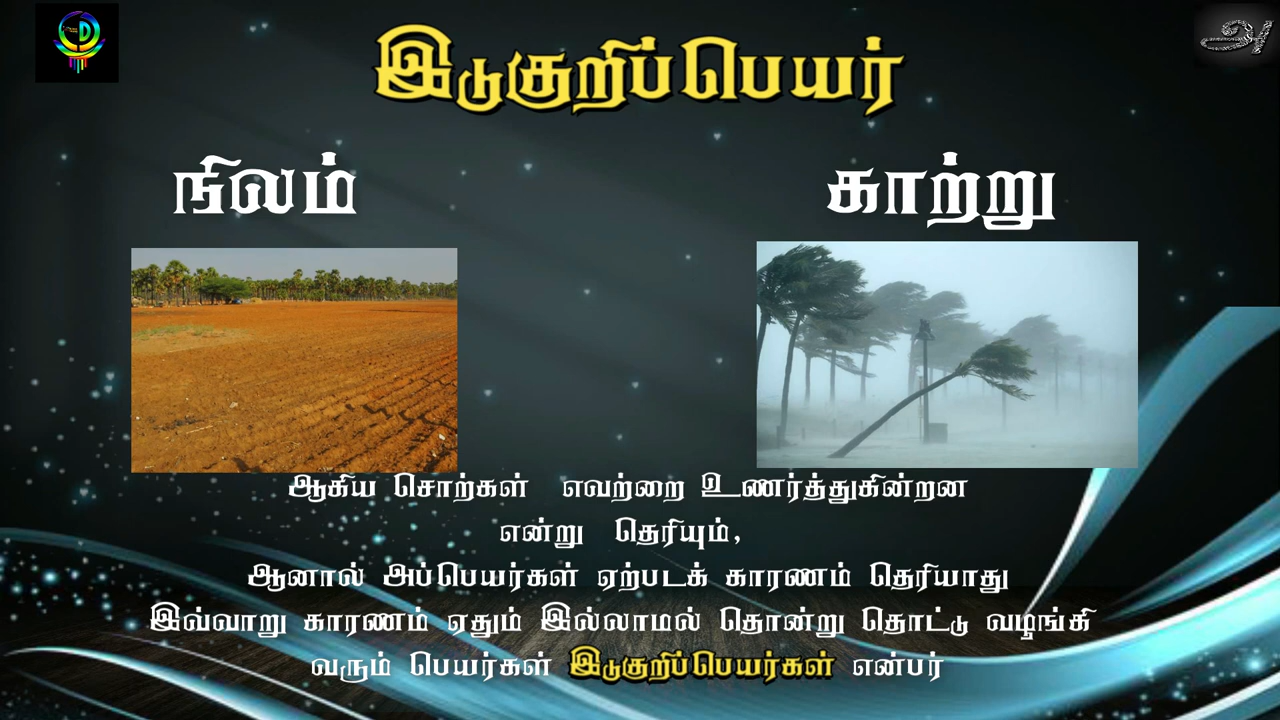 இடுகுறிப்பெயர்
நிலம்
காற்று
ஆகிய சொற்கள் எவற்றை உணர்த்துகின்றன
என்று தெரியும்,
ஆனால் அப்பெயர்கள் ஏற்படக் காரணம் தெரியாது
இவ்வாறு காரணம் ஏதும் இல்லாமல் தொன்று தொட்டு வழங்கி
வரும் பெயர்கள் இடுகுறிப்பெயர்கள் என்பர்